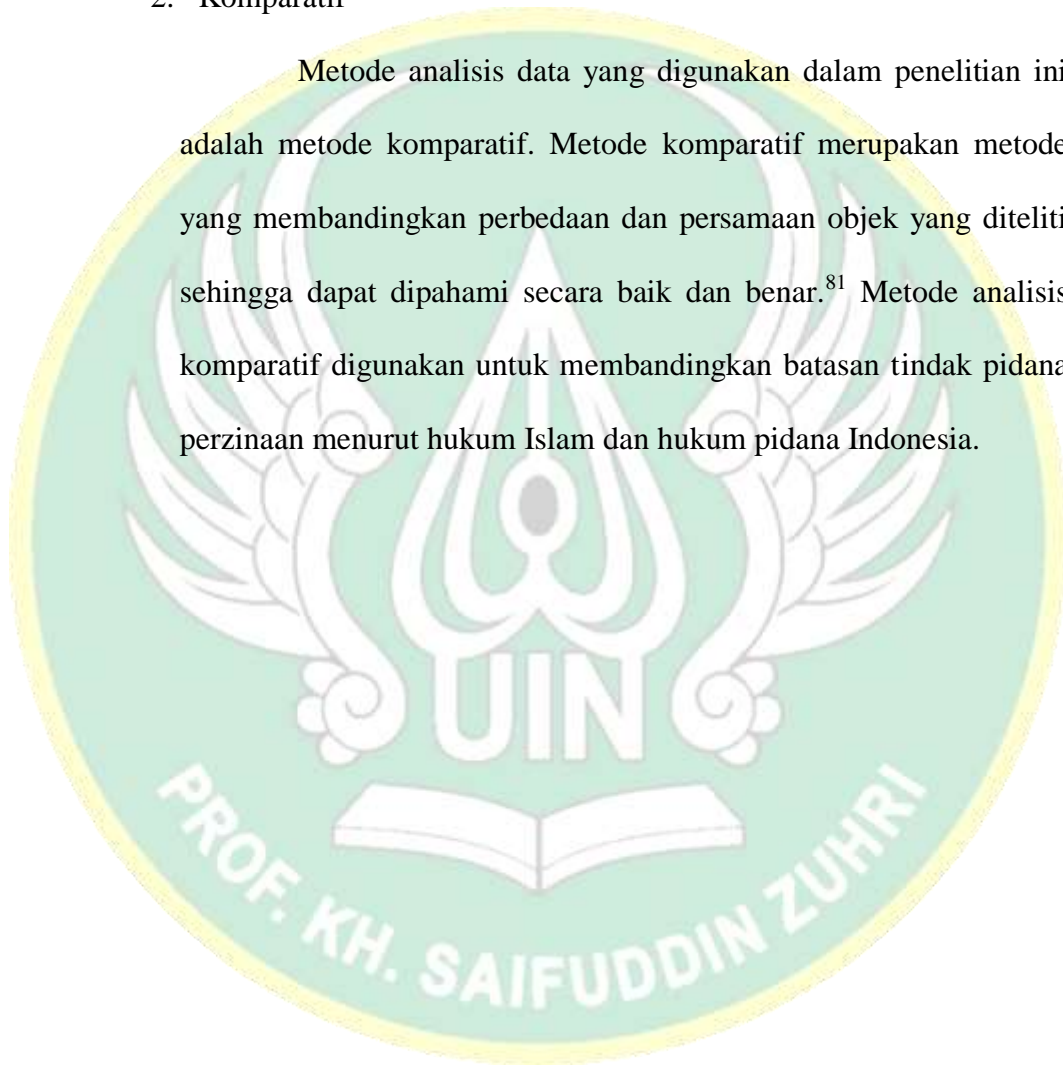 2. Komparatif
Metode analisis data yang digunakan dalam penelitian ini
adalah metode komparatif. Metode komparatif merupakan metode
yang membandingkan perbedaan dan persamaan objek yang diteliti
sehingga dapat dipahami secara baik dan benar.81 Metode analisis
komparatif digunakan untuk membandingkan batasan tindak pidana
perzinaan menurut hukum Islam dan hukum pidana Indonesia.
UIN
PROF. KH. SAIFUDDIN ZUHRI